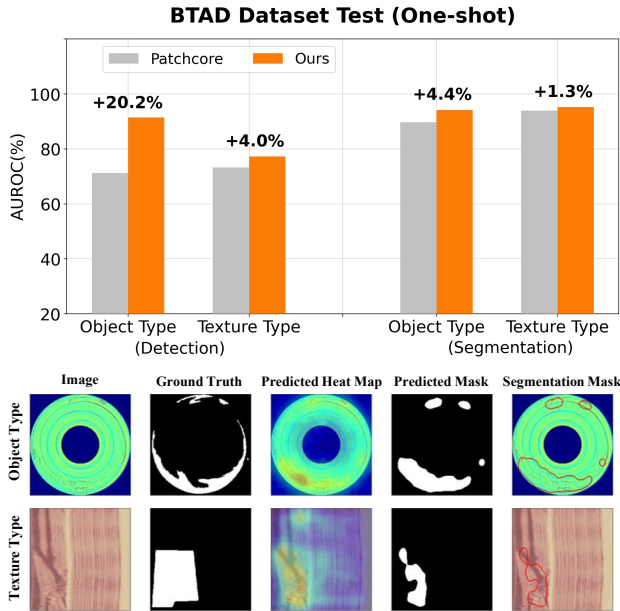 BTAD Dataset Test (One-shot)
Patchcore
Ours
AUROC(%)
100
80
60
40
20
+20.2%
+4.0%
+4.4%
+1.3%
Object Type
Texture Type
Object Type
Texture Type
(Detection)
(Segmentation)
Image
Ground Truth
Predicted Heat Map
Predicted Mask
Segmentation Mask
Object Type
Texture Type